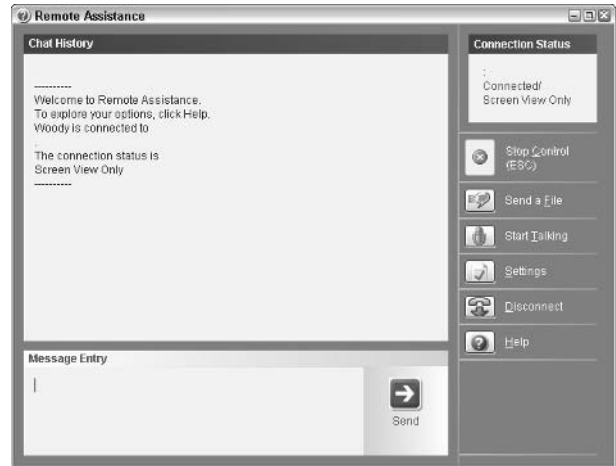 Remote Assistance
Chat History
----------
Welcome to Remote Assistance.
To explore your options, click Help.
Woody is connected to
.
The connection status is
Screen View Only
----------
Message Entry
Send
Connection Status
:
Connected/
Screen View Only
Stop Control
(ESC)
Send a File
Start Talking
Settings
Disconnect
Help